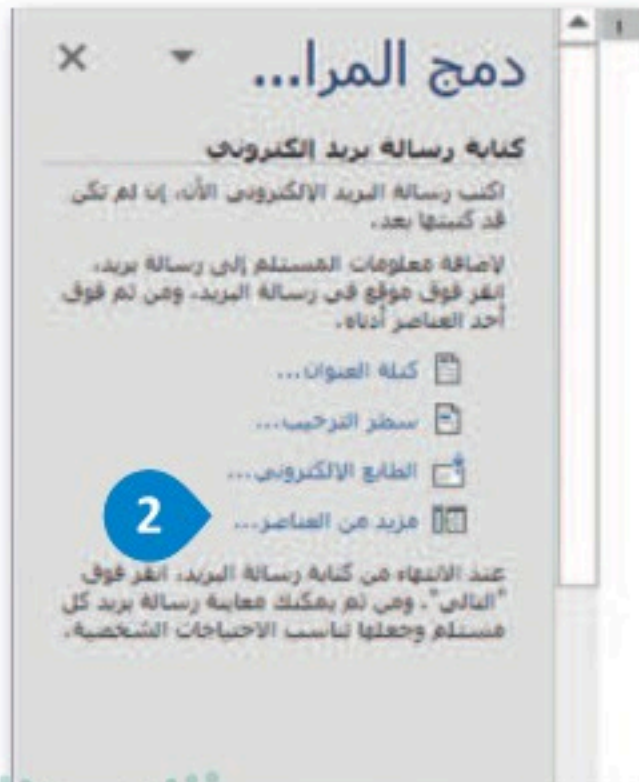 دمج المرا...
كتابة رسالة بريد إلكتروني
اكتب رسالة البريد الإلكتروني الآن، إن لم تكن
قد كتبتها بعد.
لإضافة معلومات المستلم إلى رسالة بريد،
انقر فوق موقع في رسالة البريد، ومن ثم فوق
أحد العناصر أدناه.
كتلة العنوان...
سطر الترحيب...
الطابع الإلكتروني...
مزيد من العناصر...
2
عند الانتهاء من كتابة رسالة البريد، انقر فوق
"التالي". ومن ثم يمكنك معاينة رسالة بريد كل
مستلم وجعلها تناسب الاحتياجات الشخصية.